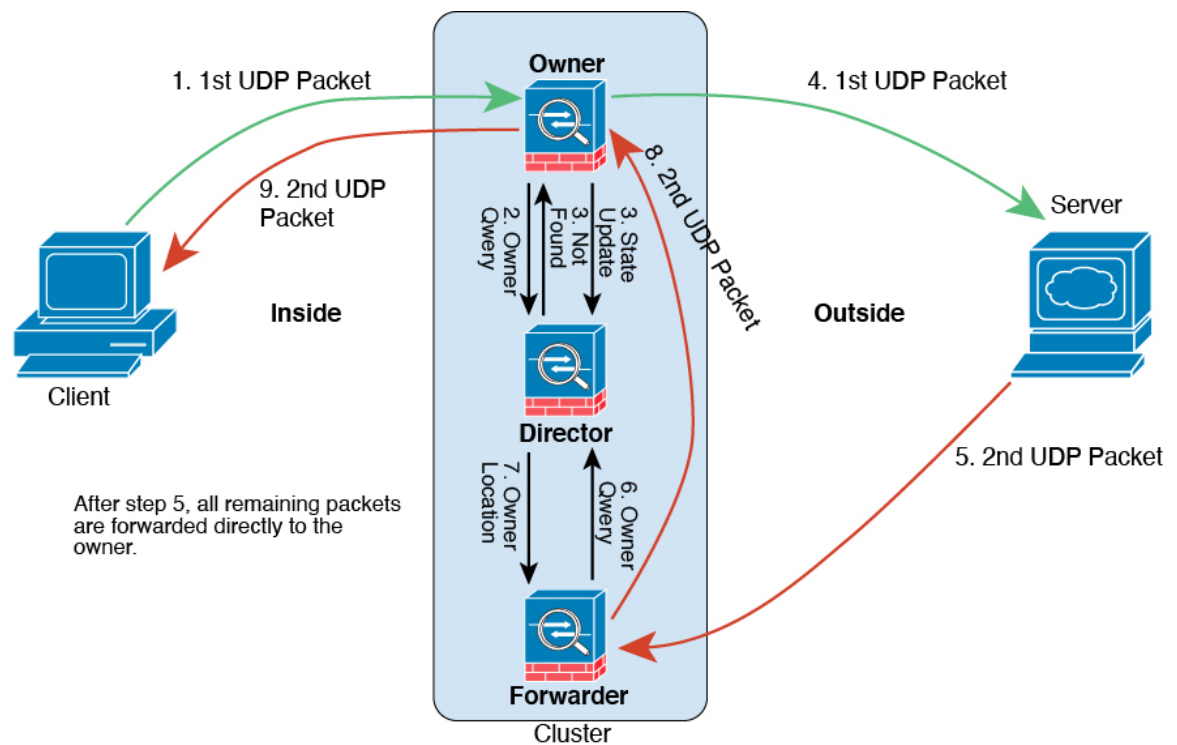 Owner
1. 1st UDP Packet
4. 1st UDP Packet
9. 2nd UDP
Packet
2. Owner
Qwery
3. Not
Found
3. State
Update
8. 2nd UDP Packet
Server
Inside
Outside
Client
Director
5. 2nd UDP Packet
7. Owner
Location
6. Owner
Qwery
After step 5, all remaining packets
are forwarded directly to the
owner.
Forwarder
Cluster